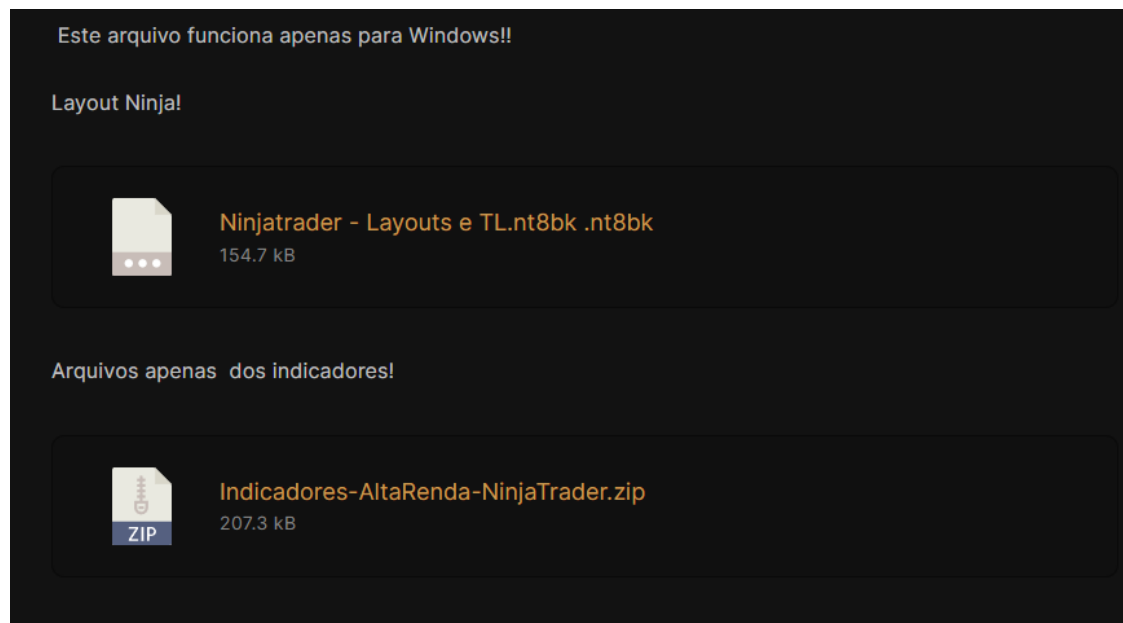 Este arquivo funciona apenas para Windows!!
Layout Ninja!
Ninjatrader - Layouts e TL.nt8bk .nt8bk
154.7 kB
Arquivos apenas  dos indicadores!
Indicadores-AltaRenda-NinjaTrader.zip
207.3 kB
ZIP